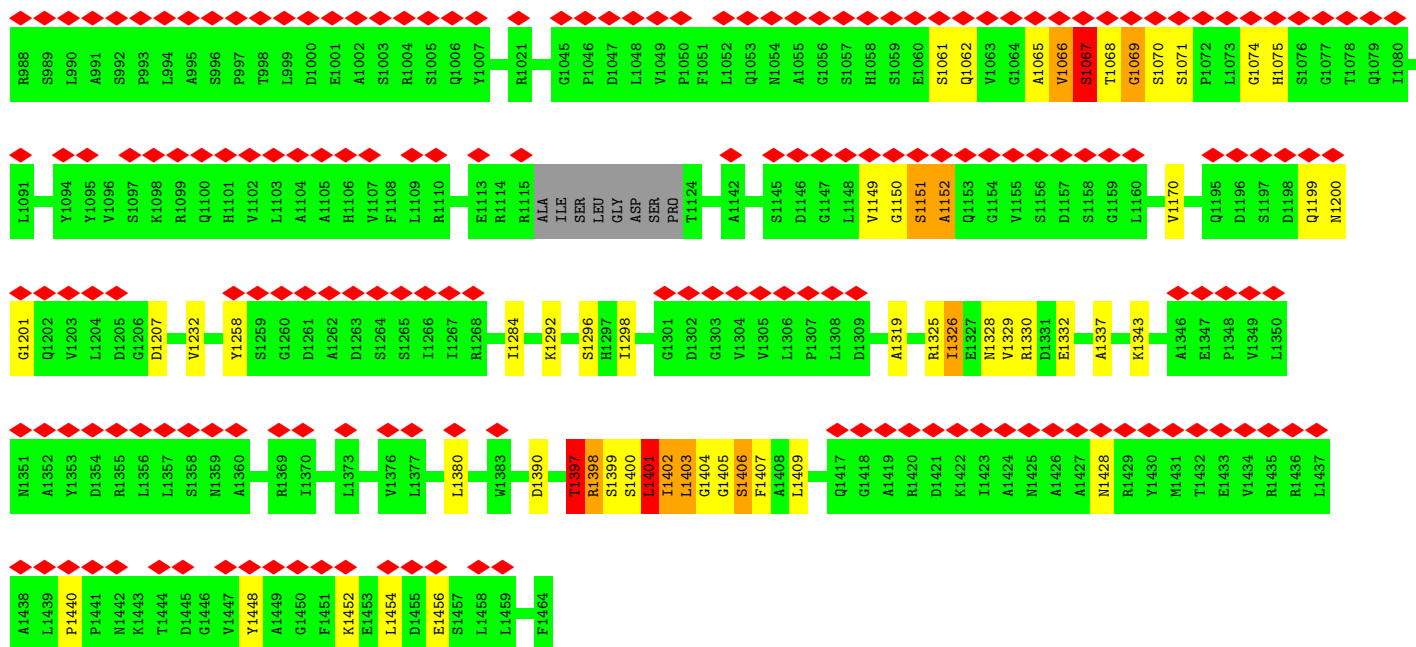 R988 S989 L990 A991 S992 P993 L994 A995 S996 P997 T998 L999 D1000 E1001 A1002 S1003 R1004 S1005 Q1006 Y1007 R1021 G1045 P1046 D1047 L1048 V1049 P1050 F1051 L1052 Q1053 N1054 A1055 G1056 S1057 H1058 S1059 E1060 S1061 Q1062 V1063 G1064 A1065 V1066 S1067 T1068 G1069 S1070 S1071 P1072 L1073 G1074 H1075 S1076 G1077 T1078 Q1079 I1080
L1091 Y1094 Y1095 V1096 S1097 K1098 R1099 Q1100 H1101 V1102 L1103 A1104 A1105 H1106 V1107 F1108 L1109 R1110 E1113 R1114 R1115 ALA ILE SER LEU GLY ASP SER PRO T1124 A1142 S1145 D1146 G1147 L1148 V1149 G1150 S1151 A1152 Q1153 G1154 V1155 S1156 D1157 S1158 G1159 L1160 V1170 Q1195 D1196 S1197 D1198 Q1199 N1200
G1201 Q1202 V1203 L1204 D1205 G1206 D1207 V1232 Y1258 S1259 G1260 D1261 A1262 D1263 S1264 S1265 I1266 I1267 R1268 I1284 K1292 S1296 H1297 I1298 G1301 D1302 G1303 V1304 V1305 L1306 P1307 L1308 D1309 A1319 R1325 I1326 E1327 N1328 V1329 R1330 D1331 E1332 A1337 K1343 A1346 E1347 P1348 V1349 L1350
N1351 A1352 Y1353 D1354 R1355 L1356 L1357 S1358 N1359 A1360 R1369 I1370 L1373 V1376 L1377 L1380 W1383 D1390 T1397 R1398 S1399 S1400 L1401 I1402 L1403 G1404 G1405 S1406 F1407 A1408 L1409 Q1417 G1418 A1419 R1420 D1421 K1422 I1423 A1424 N1425 A1426 A1427 N1428 R1429 Y1430 M1431 T1432 E1433 V1434 R1435 R1436 L1437
A1438 L1439 P1440 P1441 N1442 K1443 T1444 D1445 G1446 V1447 Y1448 A1449 G1450 F1451 K1452 E1453 L1454 D1455 E1456 S1457 L1458 L1459 F1464